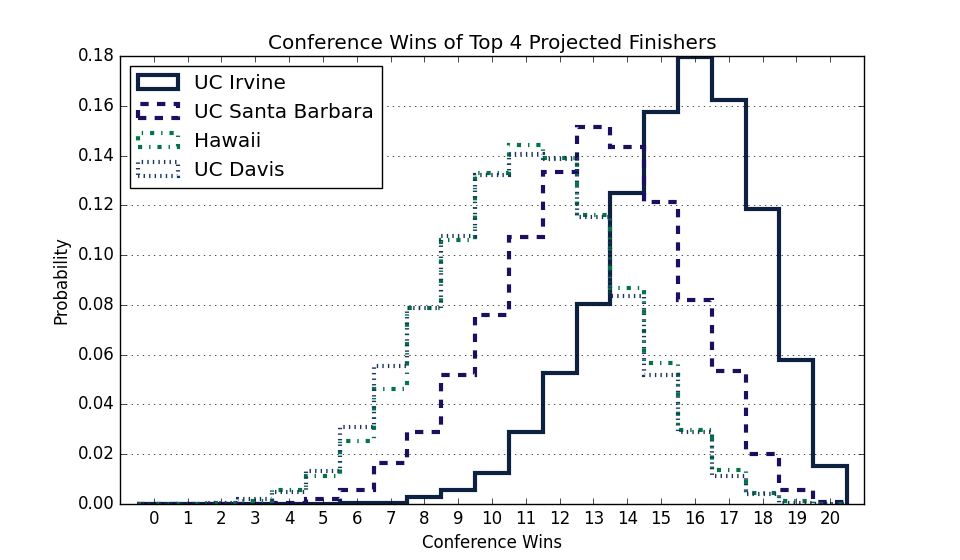 Conference Wins of Top 4 Projected Finishers
UC Irvine
UC Santa Barbara
Hawaii
UC Davis
Probability
0.18
0.16
0.14
0.12
0.10
0.08
0.06
0.04
0.02
0.00
0 1 2 3 4 5 6 7 8 9 10 11 12 13 14 15 16 17 18 19 20
Conference Wins